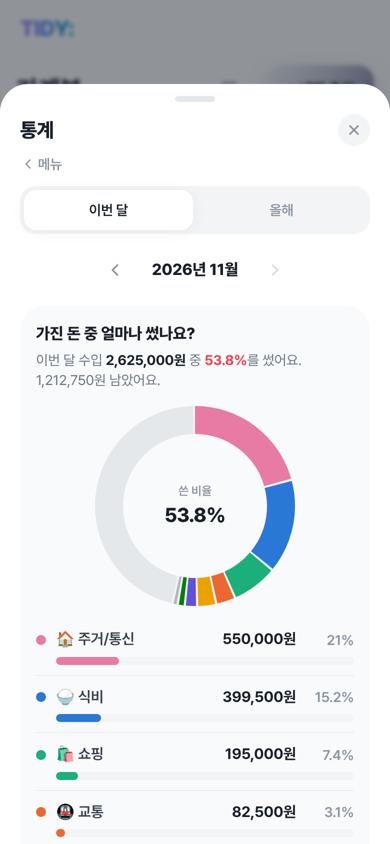 TIDY:
통계
메뉴
이번 달
올해
2026년 11월
가진 돈 중 얼마나 썼나요?
이번 달 수입 2,625,000원 중 53.8%를 썼어요.
1,212,750원 남았어요.
쓴 비율
53.8%
주거/통신 550,000원 21%
식비 399,500원 15.2%
쇼핑 195,000원 7.4%
교통 82,500원 3.1%